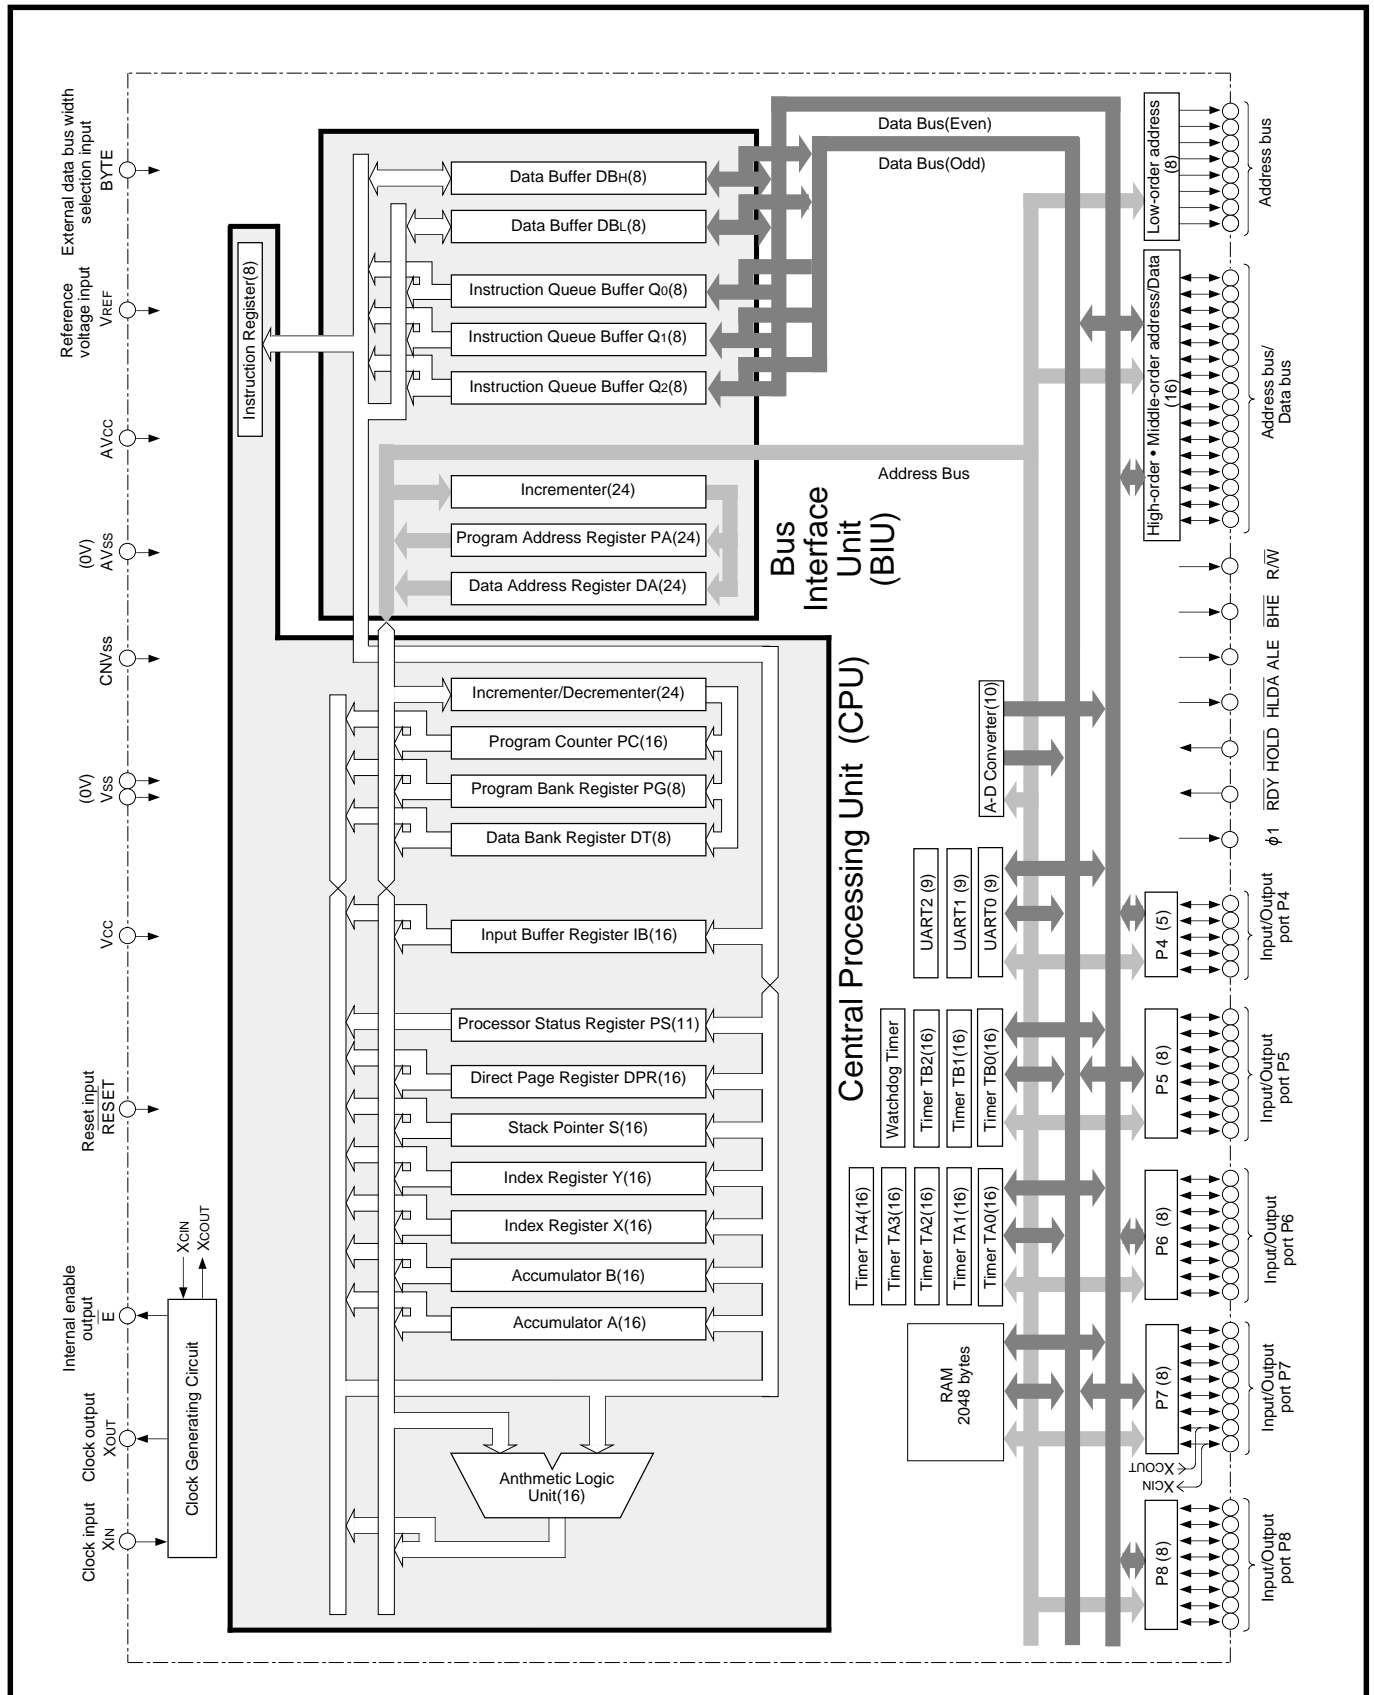 External data bus width
selection input
BYTE
Reference
voltage input
VREF
AVcc
(0V)
AVss
CNVss
(0V)
Vss
Vcc
Reset input
RESET
Internal enable
output
E
Clock output
XOUT
Clock input
XIN
XCIN
XCOUT
Clock Generating Circuit
Instruction Register(8)
Data Buffer DBH(8)
Data Buffer DBL(8)
Instruction Queue Buffer Q0(8)
Instruction Queue Buffer Q1(8)
Instruction Queue Buffer Q2(8)
Incrementer(24)
Program Address Register PA(24)
Data Address Register DA(24)
Bus
Interface
Unit
(BIU)
Incrementer/Decrementer(24)
Program Counter PC(16)
Program Bank Register PG(8)
Data Bank Register DT(8)
Input Buffer Register IB(16)
Processor Status Register PS(11)
Direct Page Register DPR(16)
Stack Pointer S(16)
Index Register Y(16)
Index Register X(16)
Accumulator B(16)
Accumulator A(16)
Anthmetic Logic
Unit(16)
Central Processing Unit (CPU)
Data Bus(Even)
Data Bus(Odd)
Address Bus
A-D Converter(10)
UART2 (9)
UART1 (9)
UART0 (9)
Watchdog Timer
Timer TB2(16)
Timer TB1(16)
Timer TB0(16)
Timer TA4(16)
Timer TA3(16)
Timer TA2(16)
Timer TA1(16)
Timer TA0(16)
RAM
2048 bytes
Low-order address
(8)
Address bus
High-order • Middle-order address/Data
(16)
Address bus/
Data bus
R/W
BHE
ALE
HLDA
HOLD
RDY
ϕ1
P4 (5)
Input/Output
port P4
P5 (8)
Input/Output
port P5
P6 (8)
Input/Output
port P6
P7 (8)
Input/Output
port P7
XCOUT
XCIN
P8 (8)
Input/Output
port P8